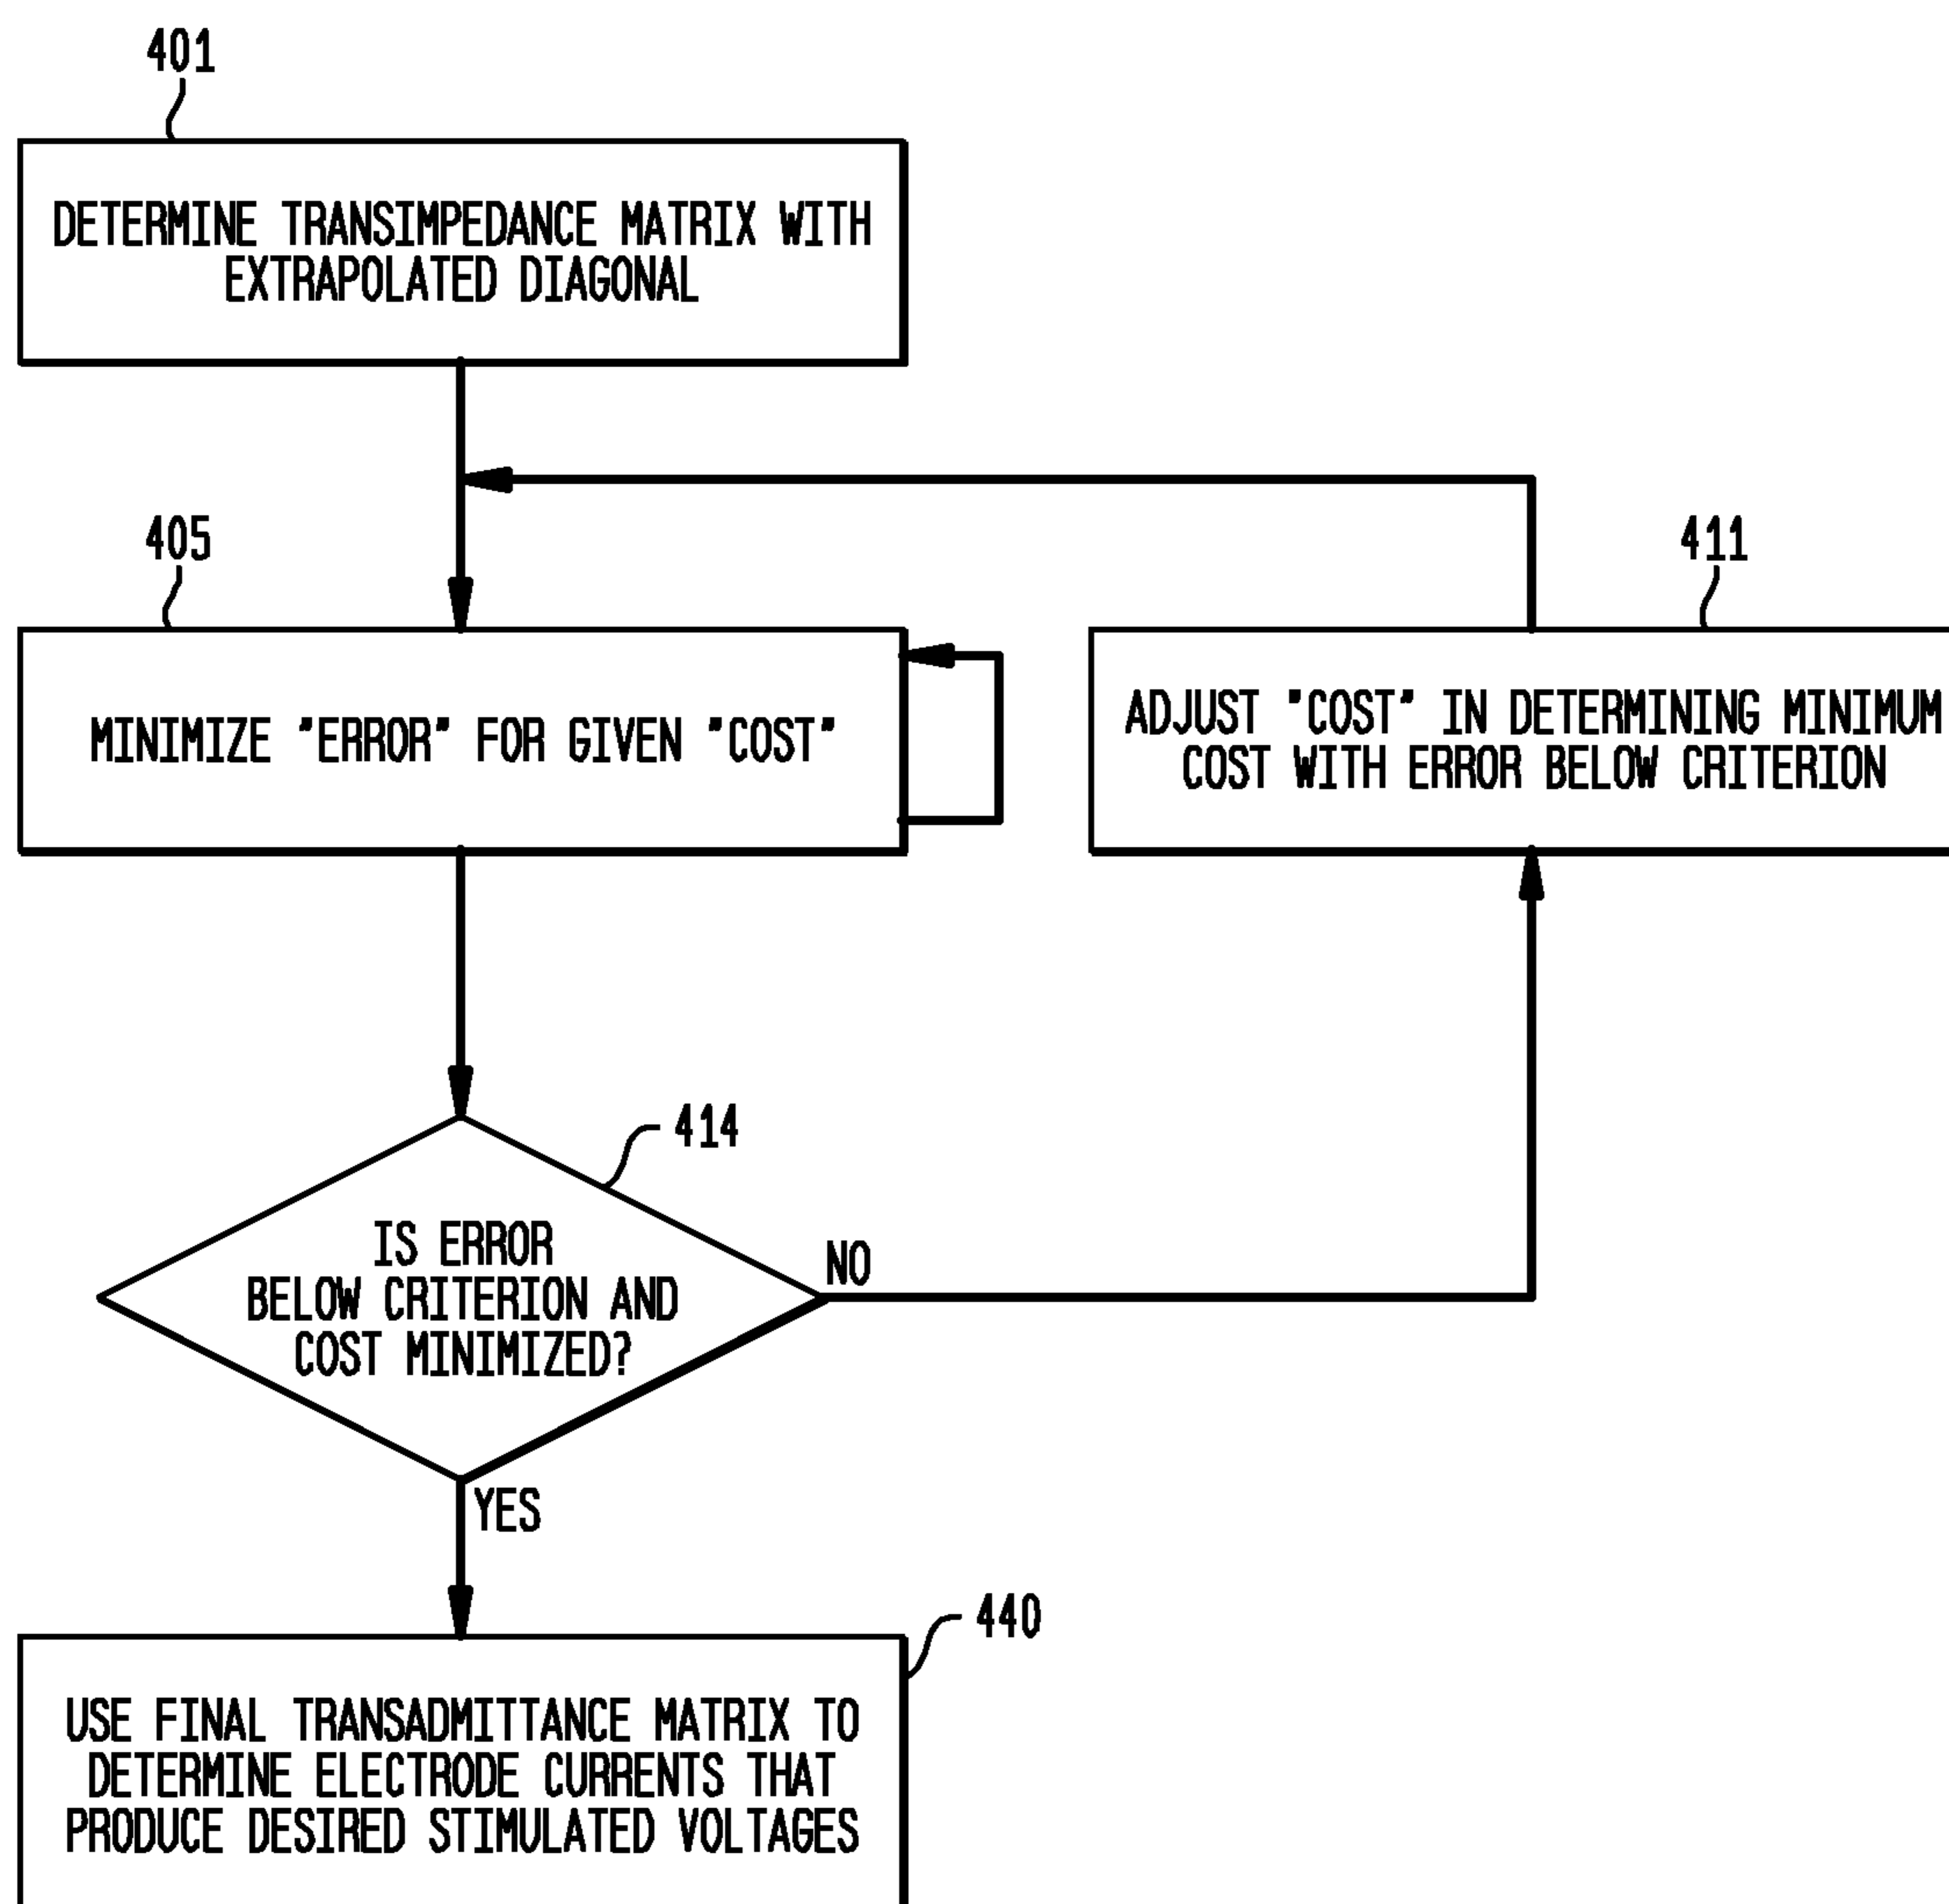 401
DETERMINE TRANSIMPEDANCE MATRIX WITH
EXTRAPOLATED DIAGONAL
405
MINIMIZE "ERROR" FOR GIVEN "COST"
411
ADJUST "COST" IN DETERMINING MINIMUM
COST WITH ERROR BELOW CRITERION
414
IS ERROR
BELOW CRITERION AND
COST MINIMIZED?
NO
YES
440
USE FINAL TRANSADMITTANCE MATRIX TO
DETERMINE ELECTRODE CURRENTS THAT
PRODUCE DESIRED STIMULATED VOLTAGES